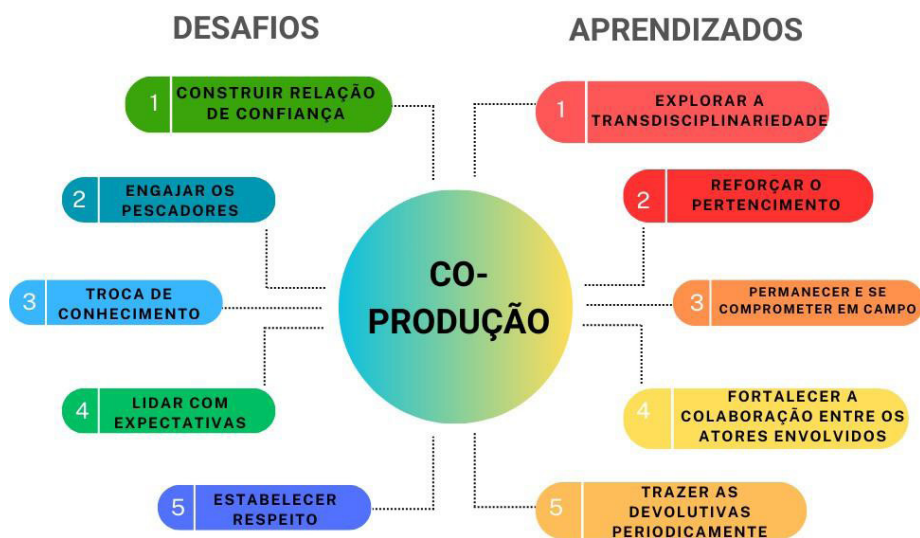 DESAFIOS
1
CONSTRUIR RELAÇÃO
DE CONFIANÇA
2
ENGAJAR OS
PESCADORES
3
TROCA DE
CONHECIMENTO
4
LIDAR COM
EXPECTATIVAS
5
ESTABELECER
RESPEITO
CO-
PRODUÇÃO
APRENDIZADOS
1
EXPLORAR A
TRANSDISCIPLINARIEDADE
2
REFORÇAR O
PERTENCIMENTO
3
PERMANECER E SE
COMPROMETER EM CAMPO
4
FORTALECER A
COLABORAÇÃO ENTRE OS
ATORES ENVOLVIDOS
5
TRAZER AS
DEVOLUTIVAS
PERIODICAMENTE